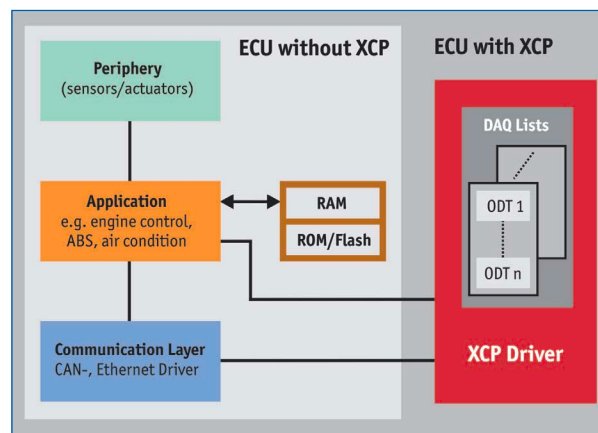 ECU without XCP
ECU with XCP
Periphery
(sensors/actuators)
Application
e.g. engine control,
ABS, air condition
RAM
ROM/Flash
Communication Layer
CAN-, Ethernet Driver
DAQ Lists
ODT 1
ODT n
XCP Driver